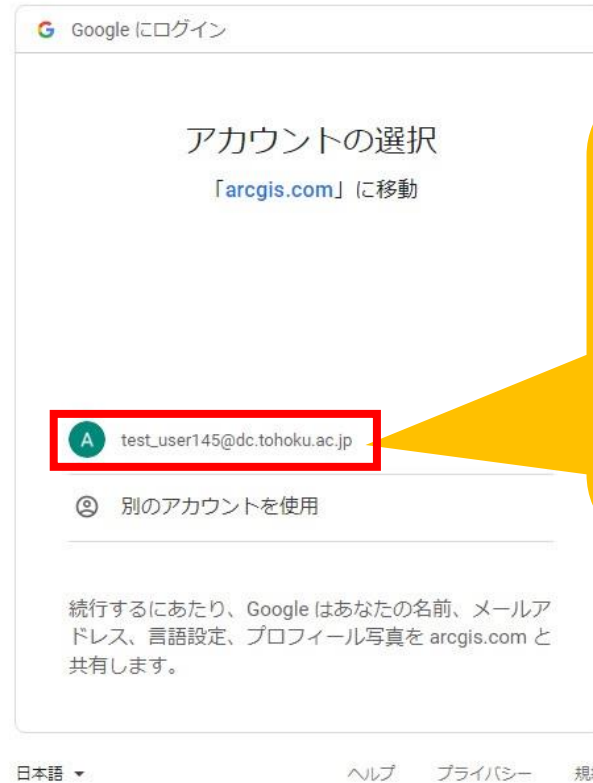 Google にログイン
アカウントの選択
「arcgis.com」に移動
A test_user145@dc.tohoku.ac.jp
別のアカウントを使用
続行するにあたり、Google はあなたの名前、メールア
ドレス、言語設定、プロフィール写真を arcgis.com と
共有します。
日本語 ヘルプ プライバシー